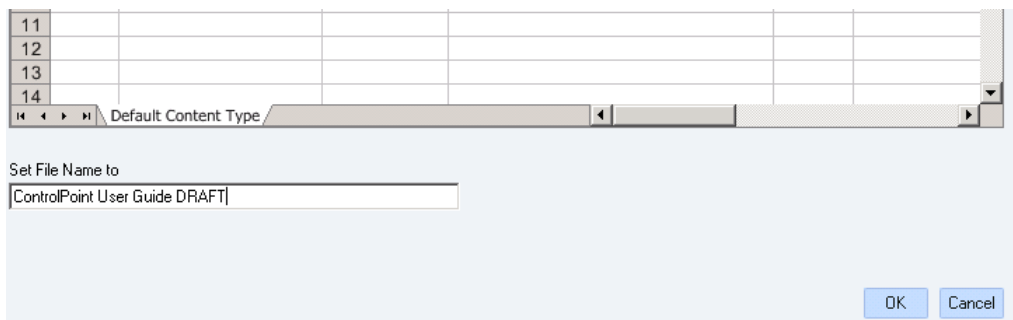 11
12
13
14
Default Content Type
Set File Name to
ControlPoint User Guide DRAFT
OK Cancel